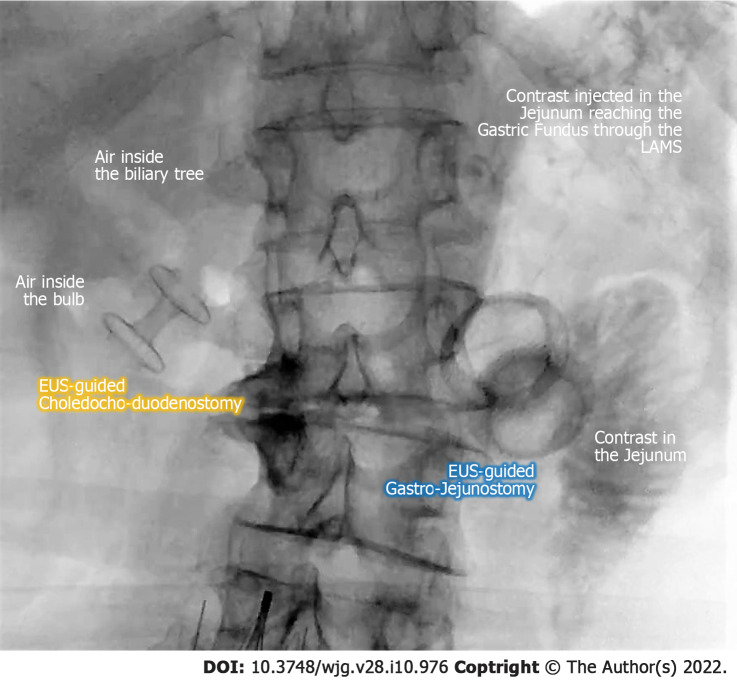 Contrast injected in the
Jejunum reaching the
Gastric Fundus through the
LAMS
Air inside
the biliary tree
Air inside
the bulb
EUS-guided
Choledocho-duodenostomy
Contrast in
the Jejunum
EUS-guided
Gastro-Jejunostomy
DOI: 10.3748/wjg.v28.i10.976 Coptright © The Author(s) 2022.